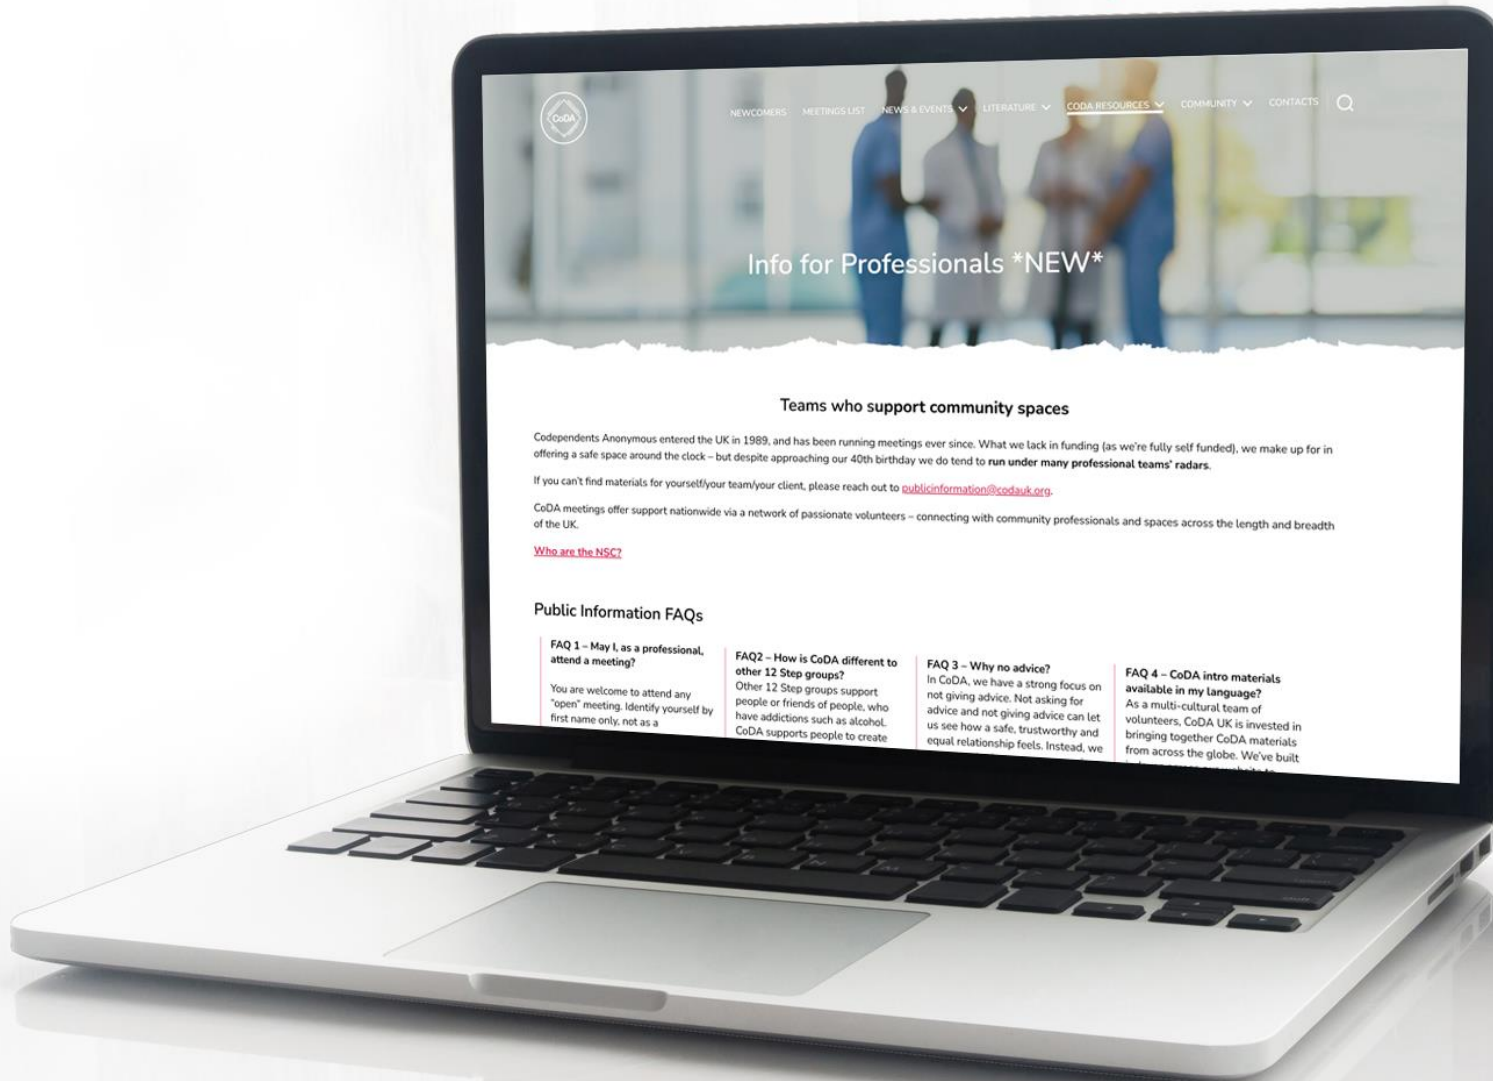 CoDA
NEWCOMERS MEETINGS LIST NEWS & EVENTS LITERATURE CODA RESOURCES COMMUNITY CONTACTS
Info for Professionals *NEW*
Teams who support community spaces
Codependents Anonymous entered the UK in 1989, and has been running meetings ever since. What we lack in funding (as we're fully self funded), we make up for in
offering a safe space around the clock – but despite approaching our 40th birthday we do tend to run under many professional teams' radars.
If you can't find materials for yourself/your team/your client, please reach out to publicinformation@codauk.org.
CoDA meetings offer support nationwide via a network of passionate volunteers – connecting with community professionals and spaces across the length and breadth
of the UK.
Who are the NSC?
Public Information FAQs
FAQ 1 – May I, as a professional,
attend a meeting?
You are welcome to attend any
"open" meeting. Identify yourself by
first name only, not as a
FAQ2 – How is CoDA different to
other 12 Step groups?
Other 12 Step groups support
people or friends of people, who
have addictions such as alcohol.
CoDA supports people to create
FAQ 3 – Why no advice?
In CoDA, we have a strong focus on
not giving advice. Not asking for
advice and not giving advice can let
us see how a safe, trustworthy and
equal relationship feels. Instead, we
FAQ 4 – CoDA intro materials
available in my language?
As a multi-cultural team of
volunteers, CoDA UK is invested in
bringing together CoDA materials
from across the globe. We've built